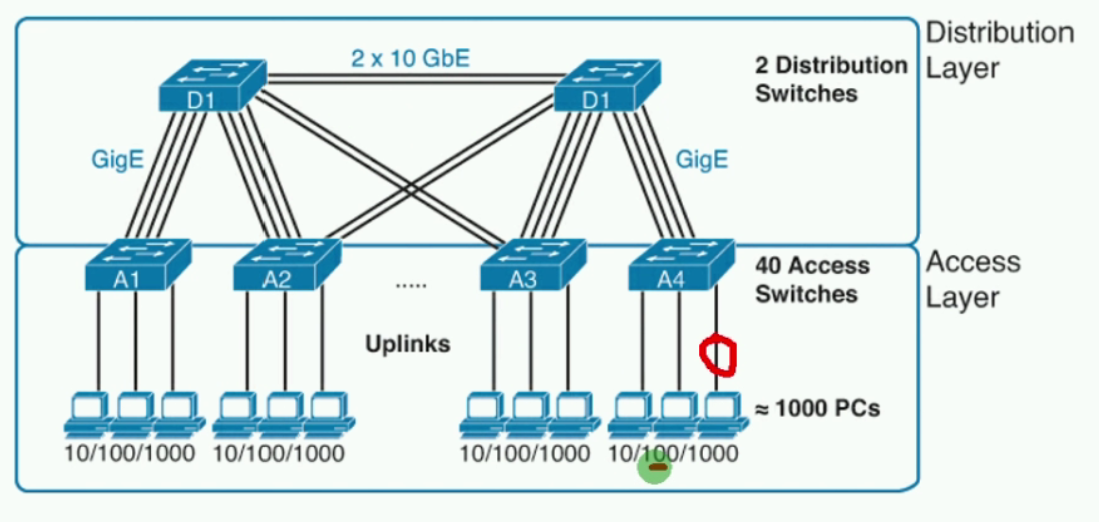 Distribution
Layer
2 x 10 GbE
2 Distribution
Switches
D1
D1
GigE
GigE
A1
A2
.....
A3
A4
40 Access
Switches
Access
Layer
Uplinks
≈ 1000 PCs
10/100/1000
10/100/1000
10/100/1000
10/100/1000